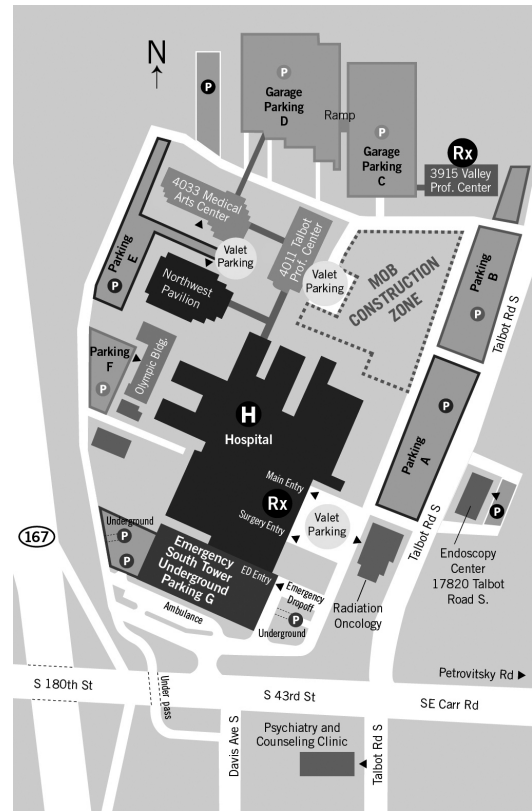 N
P
P
Garage
Parking
D
Ramp
P
Garage
Parking
C
Rx
3915 Valley
Prof. Center
4033 Medical
Arts Center
4011 Talbot
Prof. Center
Valet
Parking
Valet
Parking
MOB
CONSTRUCTION
ZONE
Parking
B
P
Talbot Rd S
Parking E
P
Northwest
Pavilion
Parking
F
P
Olympic Bldg.
H
Hospital
P
Parking
A
Main Entry
Rx
Surgery Entry
Valet
Parking
Talbot Rd S
P
Endoscopy
Center
17820 Talbot
Road S.
167
Underground
P
P
Emergency
South Tower
Underground
Parking G
ED Entry
Emergency
Dropoff
P
Underground
Radiation
Oncology
Ambulance
Petrovitsky Rd
S 180th St
Under pass
S 43rd St
SE Carr Rd
Davis Ave S
Psychiatry and
Counseling Clinic
Talbot Rd S